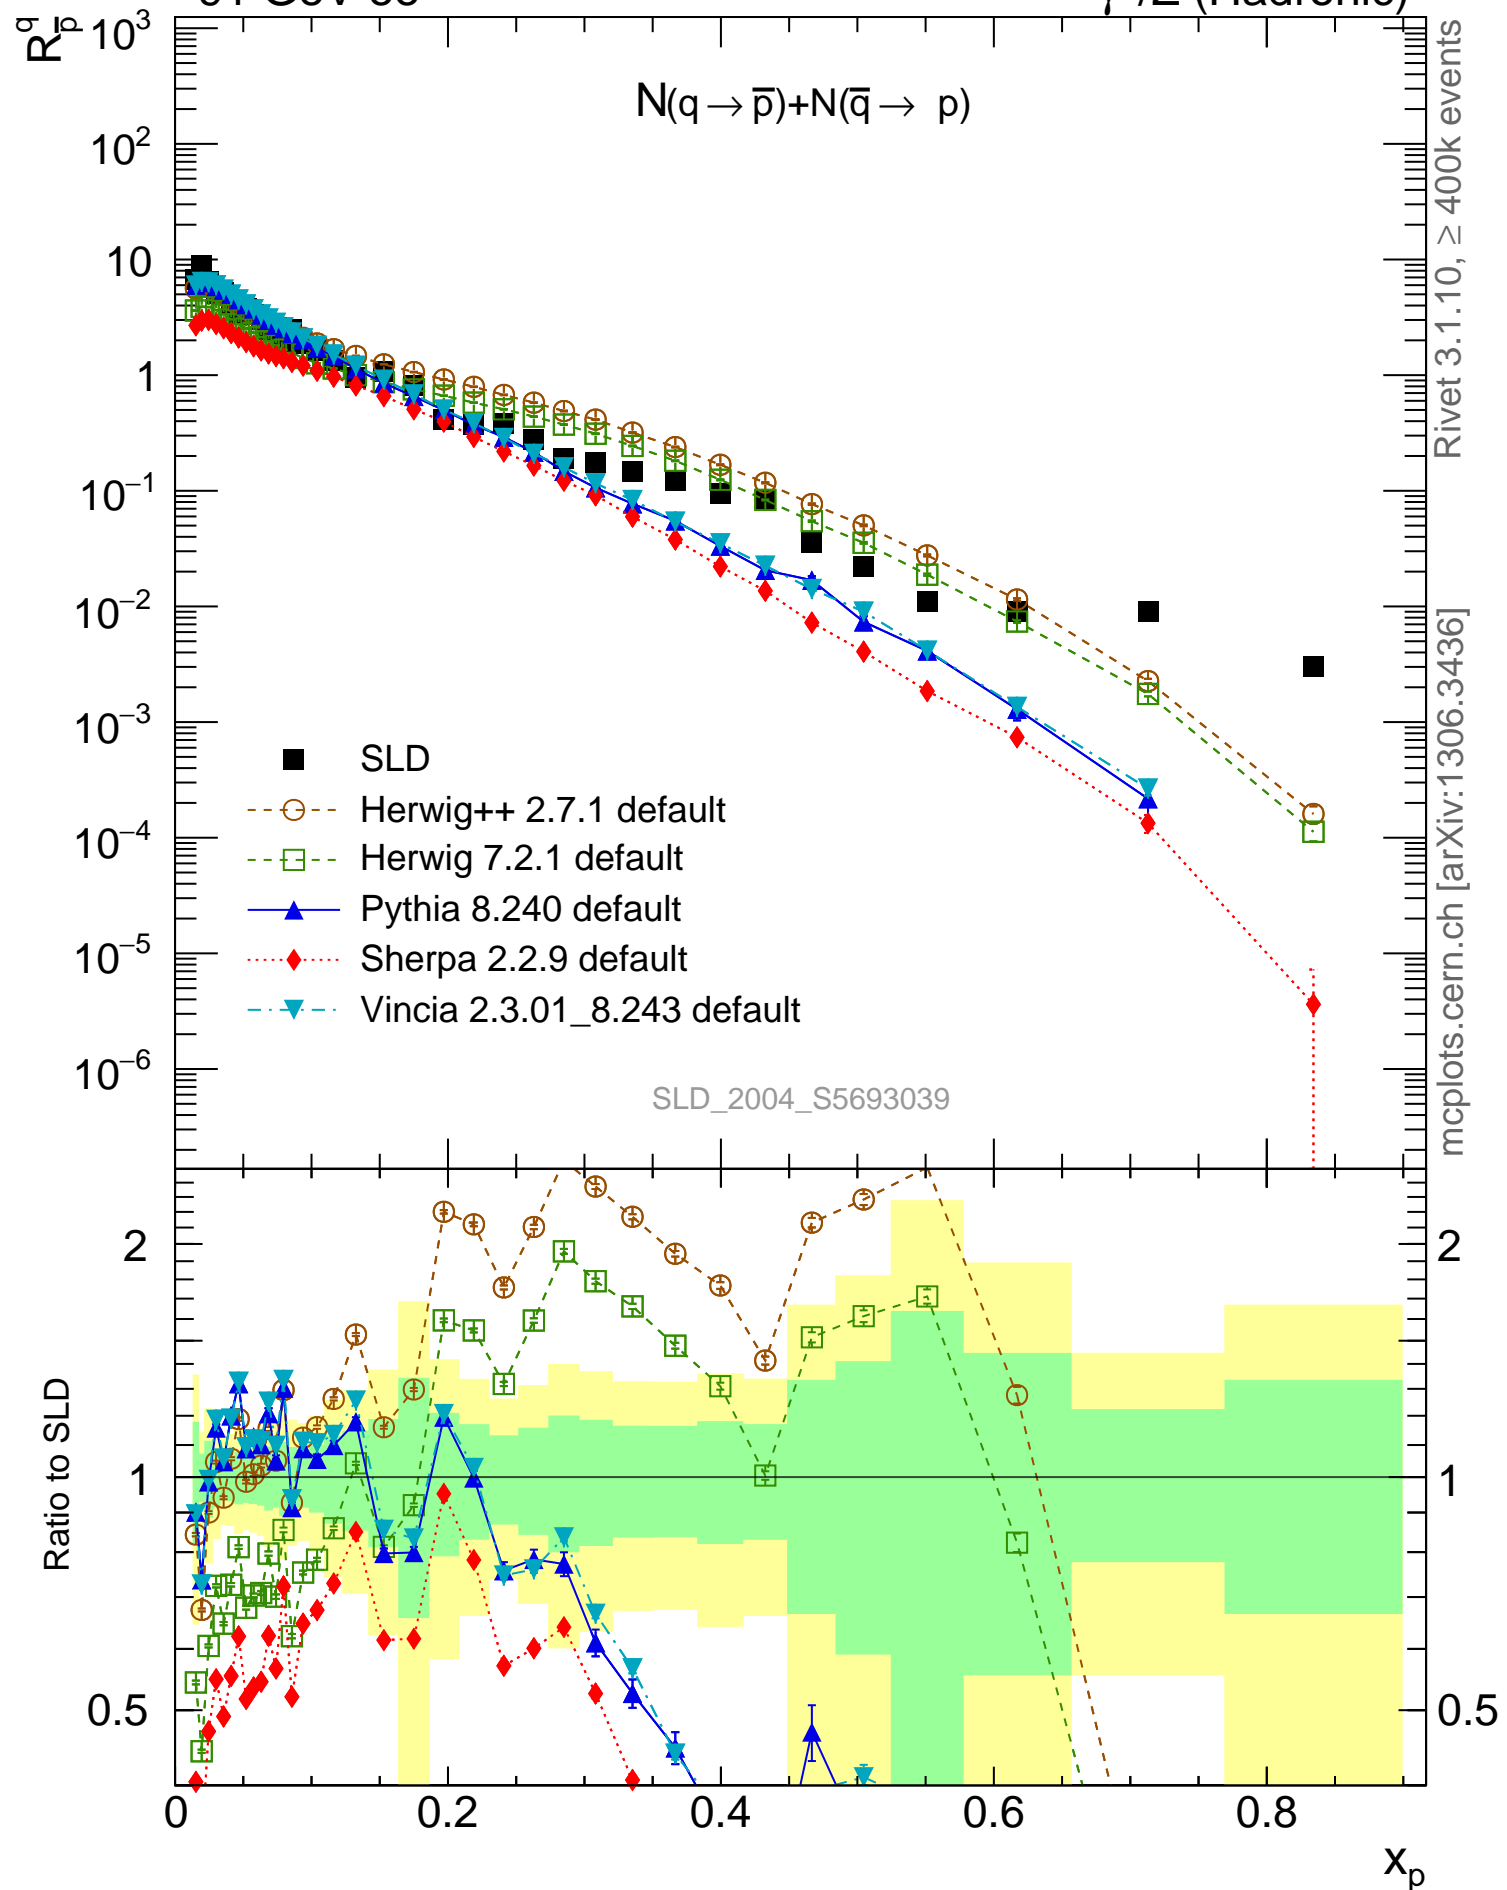 R_p̅^q
N(q → p̅)+N(q̅ → p)
10³
10²
10
1
10⁻¹
10⁻²
10⁻³
10⁻⁴
10⁻⁵
10⁻⁶
SLD
Herwig++ 2.7.1 default
Herwig 7.2.1 default
Pythia 8.240 default
Sherpa 2.2.9 default
Vincia 2.3.01_8.243 default
SLD_2004_S5693039
Rivet 3.1.10, ≥ 400k events
mcplots.cern.ch [arXiv:1306.3436]
Ratio to SLD
2
1
0.5
2
1
0.5
0 0.2 0.4 0.6 0.8
x_p